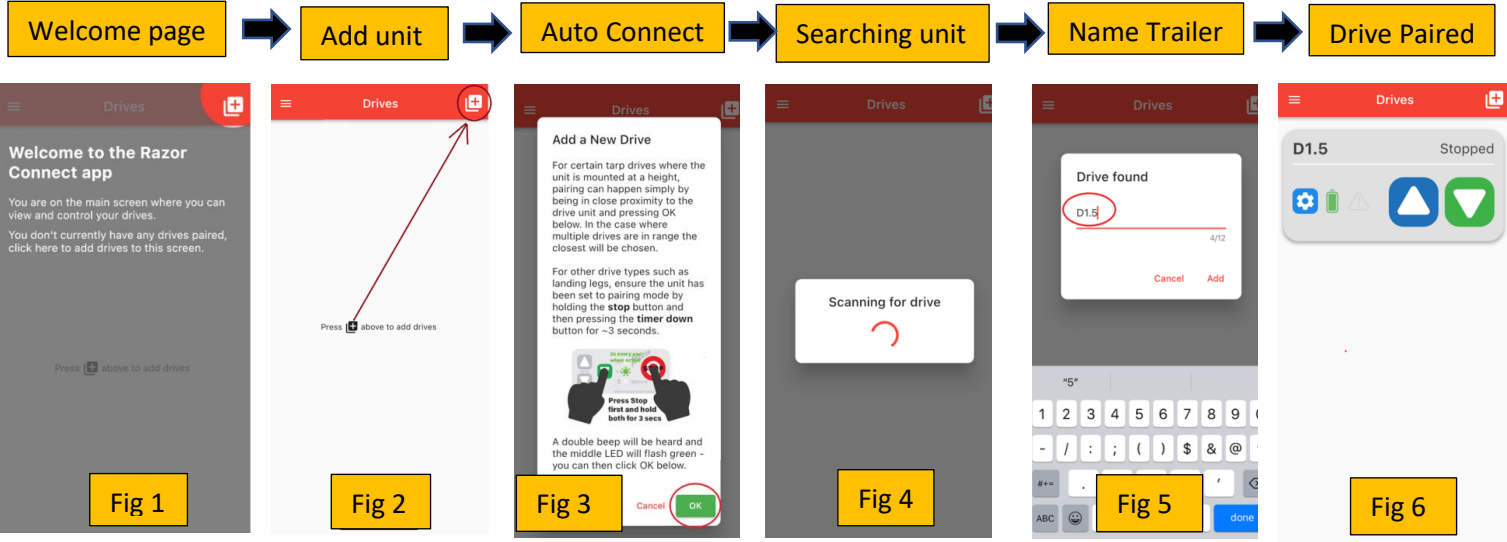 Welcome page
Add unit
Auto Connect
Searching unit
Name Trailer
Drive Paired
Drives
Welcome to the Razor
Connect app
You are on the main screen where you can
view and control your drives.
You don't currently have any drives paired,
click here to add drives to this screen.
Press above to add drives
Fig 1
Drives
Press above to add drives
Fig 2
Drives
Add a New Drive
For certain tarp drives where the
unit is mounted at a height,
pairing can happen simply by
being in close proximity to the
drive unit and pressing OK
below. In the case where
multiple drives are in range the
closest will be chosen.
For other drive types such as
landing legs, ensure the unit has
been set to pairing mode by
holding the stop button and
then pressing the timer down
button for ~3 seconds.
Press Stop
first and hold
both for 3 secs
A double beep will be heard and
the middle LED will flash green -
you can then click OK below.
Cancel OK
Fig 3
Drives
Scanning for drive
Fig 4
Drives
Drive found
D1.5
4/12
Cancel Add
"5"
1 2 3 4 5 6 7 8 9
- / : ; ( ) $ & @
#+= . '
ABC done
Fig 5
Drives
D1.5 Stopped
Fig 6